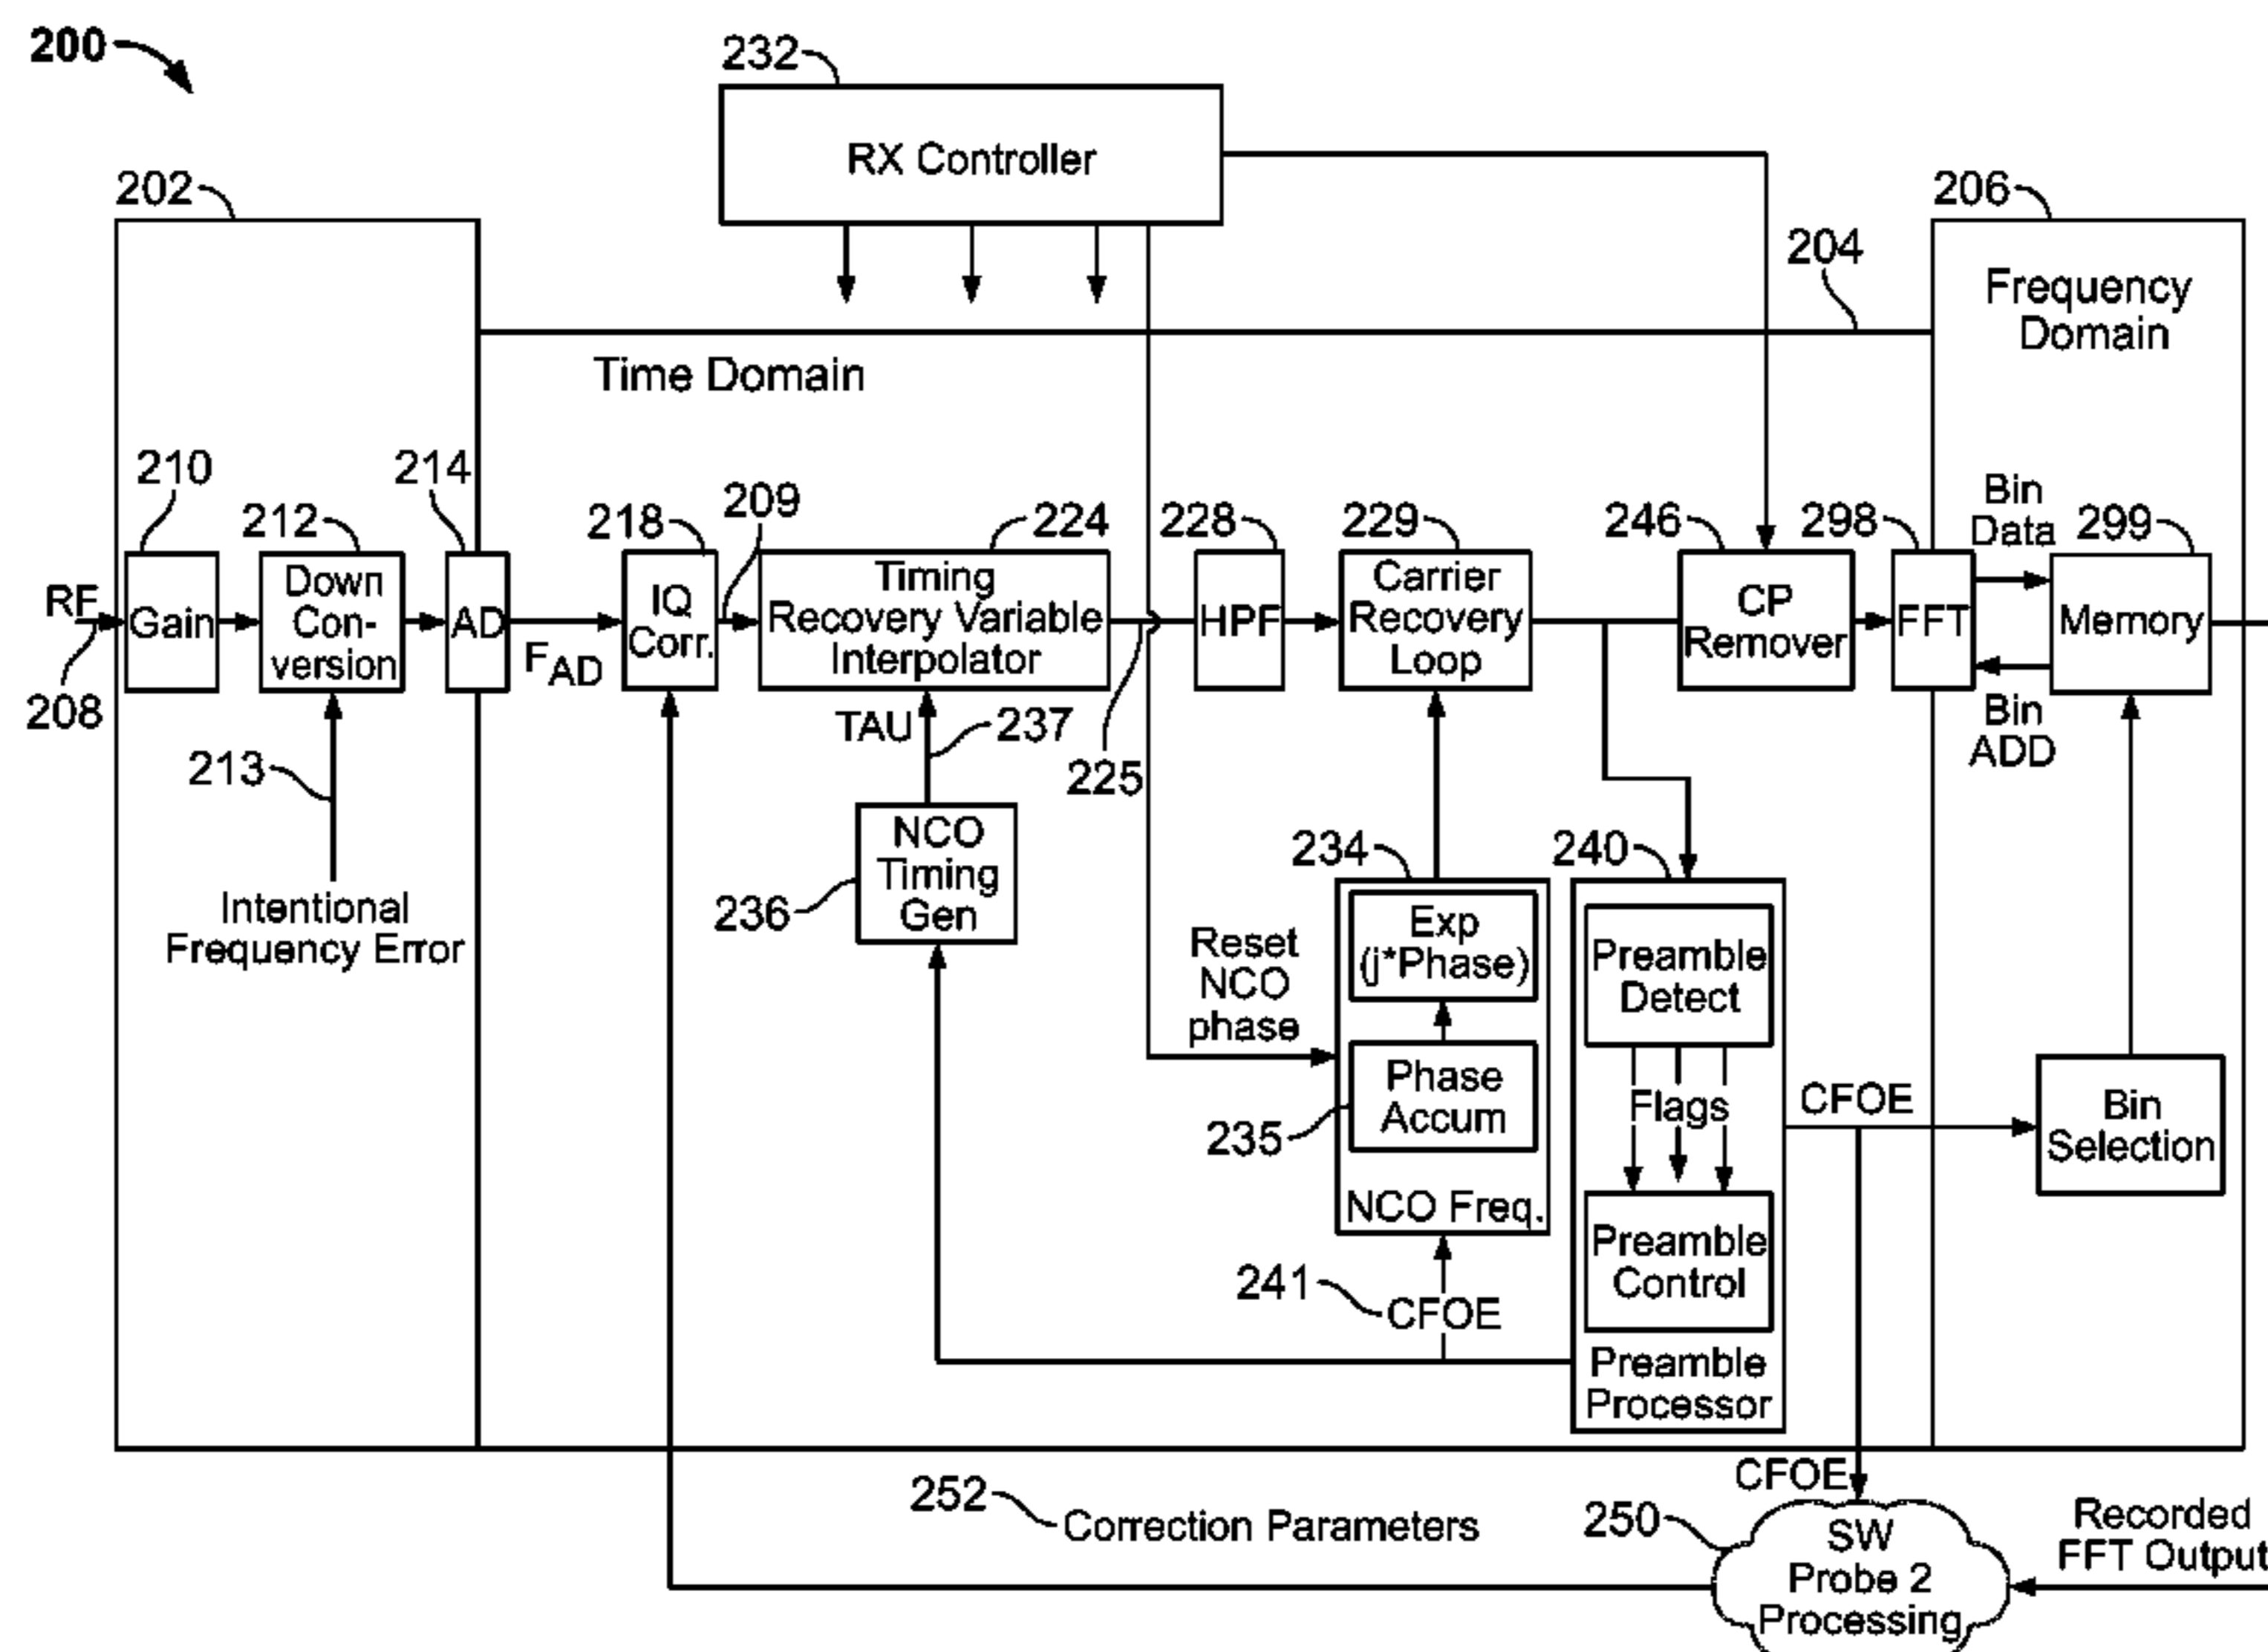 200
232
RX Controller
202
206
204
Frequency
Domain
Time Domain
210
212
214
218
209
224
228
229
246
298
Bin
Data
299
RF
208
Gain
Down
Con-
version
AD
FAD
IQ
Corr.
Timing
Recovery Variable
Interpolator
HPF
Carrier
Recovery
Loop
CP
Remover
FFT
Memory
Bin
ADD
213
TAU
237
225
Intentional
Frequency Error
236
NCO
Timing
Gen
234
240
Reset
NCO
phase
Exp
(j*Phase)
Phase
Accum
235
NCO Freq.
Preamble
Detect
Flags
Preamble
Control
Preamble
Processor
CFOE
Bin
Selection
241
CFOE
252
Correction Parameters
CFOE
250
SW
Probe 2
Processing
Recorded
FFT Output